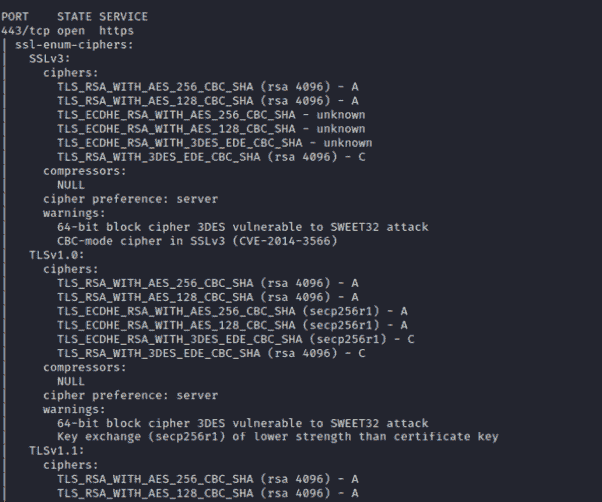 PORT STATE SERVICE
443/tcp open https
| ssl-enum-ciphers:
| SSLv3:
| ciphers:
| TLS_RSA_WITH_AES_256_CBC_SHA (rsa 4096) - A
| TLS_RSA_WITH_AES_128_CBC_SHA (rsa 4096) - A
| TLS_ECDHE_RSA_WITH_AES_256_CBC_SHA - unknown
| TLS_ECDHE_RSA_WITH_AES_128_CBC_SHA - unknown
| TLS_ECDHE_RSA_WITH_3DES_EDE_CBC_SHA - unknown
| TLS_RSA_WITH_3DES_EDE_CBC_SHA (rsa 4096) - C
| compressors:
| NULL
| cipher preference: server
| warnings:
| 64-bit block cipher 3DES vulnerable to SWEET32 attack
| CBC-mode cipher in SSLv3 (CVE-2014-3566)
| TLSv1.0:
| ciphers:
| TLS_RSA_WITH_AES_256_CBC_SHA (rsa 4096) - A
| TLS_RSA_WITH_AES_128_CBC_SHA (rsa 4096) - A
| TLS_ECDHE_RSA_WITH_AES_256_CBC_SHA (secp256r1) - A
| TLS_ECDHE_RSA_WITH_AES_128_CBC_SHA (secp256r1) - A
| TLS_ECDHE_RSA_WITH_3DES_EDE_CBC_SHA (secp256r1) - C
| TLS_RSA_WITH_3DES_EDE_CBC_SHA (rsa 4096) - C
| compressors:
| NULL
| cipher preference: server
| warnings:
| 64-bit block cipher 3DES vulnerable to SWEET32 attack
| Key exchange (secp256r1) of lower strength than certificate key
| TLSv1.1:
| ciphers:
| TLS_RSA_WITH_AES_256_CBC_SHA (rsa 4096) - A
| TLS_RSA_WITH_AES_128_CBC_SHA (rsa 4096) - A